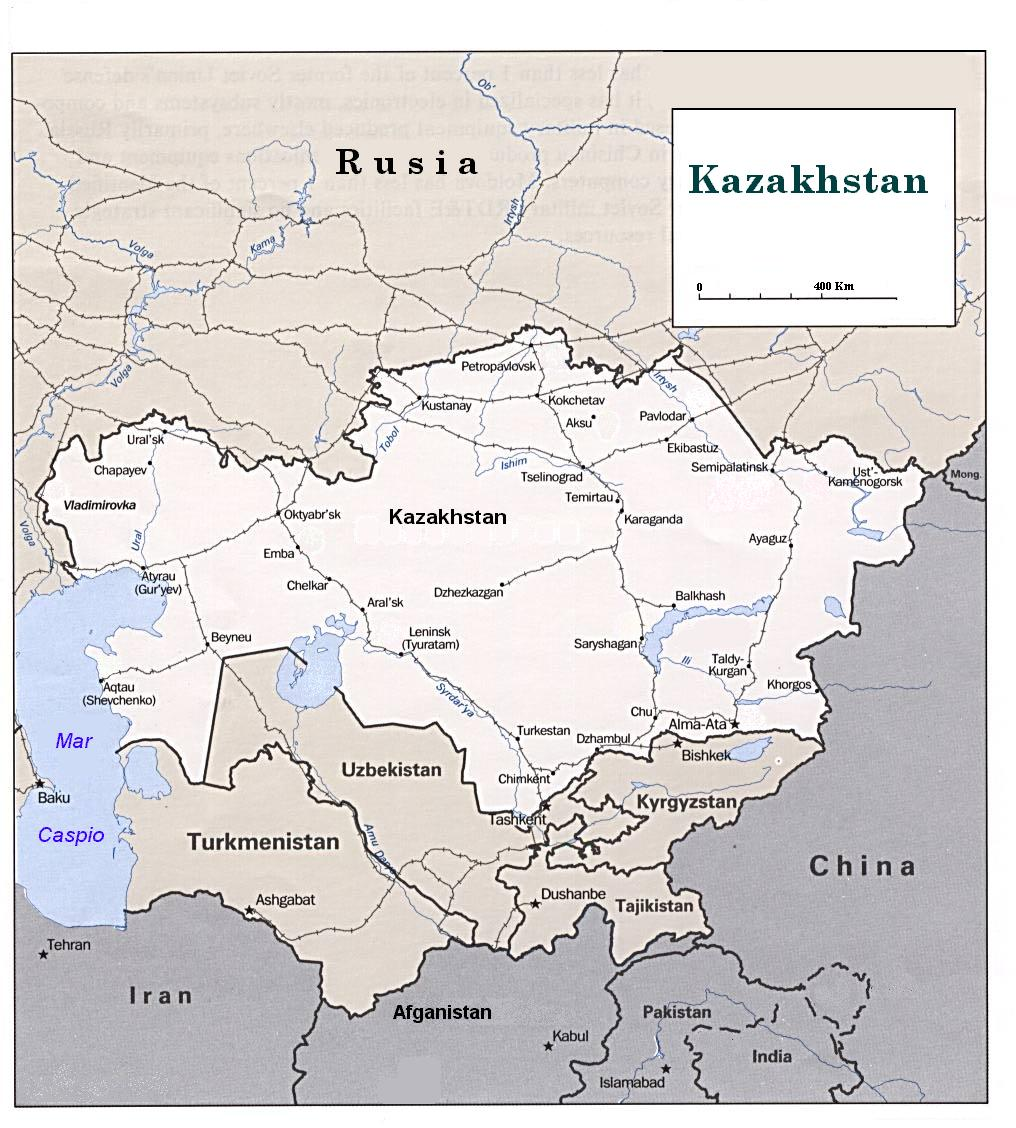 Ob'
Rusia
Kazakhstan
0
400 Km
Irtysh
Volga
Kama
Volga
Petropavlovsk
Irtysh
Kustanay
Kokchetav
Aksu
Pavlodar
Tobol
Ural'sk
Ekibastuz
Chapayev
Ishim
Tselinograd
Semipalatinsk
Ust'-
Kamenogorsk
Mong.
Vladimirovka
Temirtau
Volga
Oktyabr'sk
Kazakhstan
Karaganda
Ural
Emba
Ayaguz
Atyrau
(Gur'yev)
Chelkar
Dzhezkazgan
Aral'sk
Balkhash
Beyneu
Leninsk
(Tyuratam)
Saryshagan
Ili
Taldy-
Kurgan
Khorgos
Aqtau
(Shevchenko)
Syrdar'ya
Chu
Alma-Ata
Mar
Turkestan
Dzhambul
Bishkek
Uzbekistan
Chimkent
Baku
Kyrgyzstan
Tashkent
Caspio
Turkmenistan
Amu Darya
China
Ashgabat
Dushanbe
Tajikistan
Tehran
Iran
Afganistan
Pakistan
Kabul
India
Islamabad